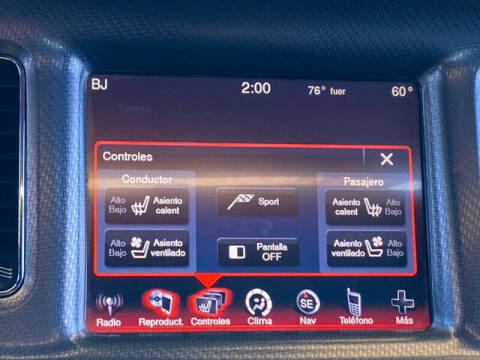 BJ 2:00 76° fuer 60°
fuente
Controles
Conductor Pasajero
Alto Asiento Sport Asiento Alto
Bajo calent calent Bajo
Alto Asiento Pantalla Asiento Alto
Bajo ventilado OFF ventilado Bajo
Radio Reproduct. Controles Clima Nav Teléfono Más
SE